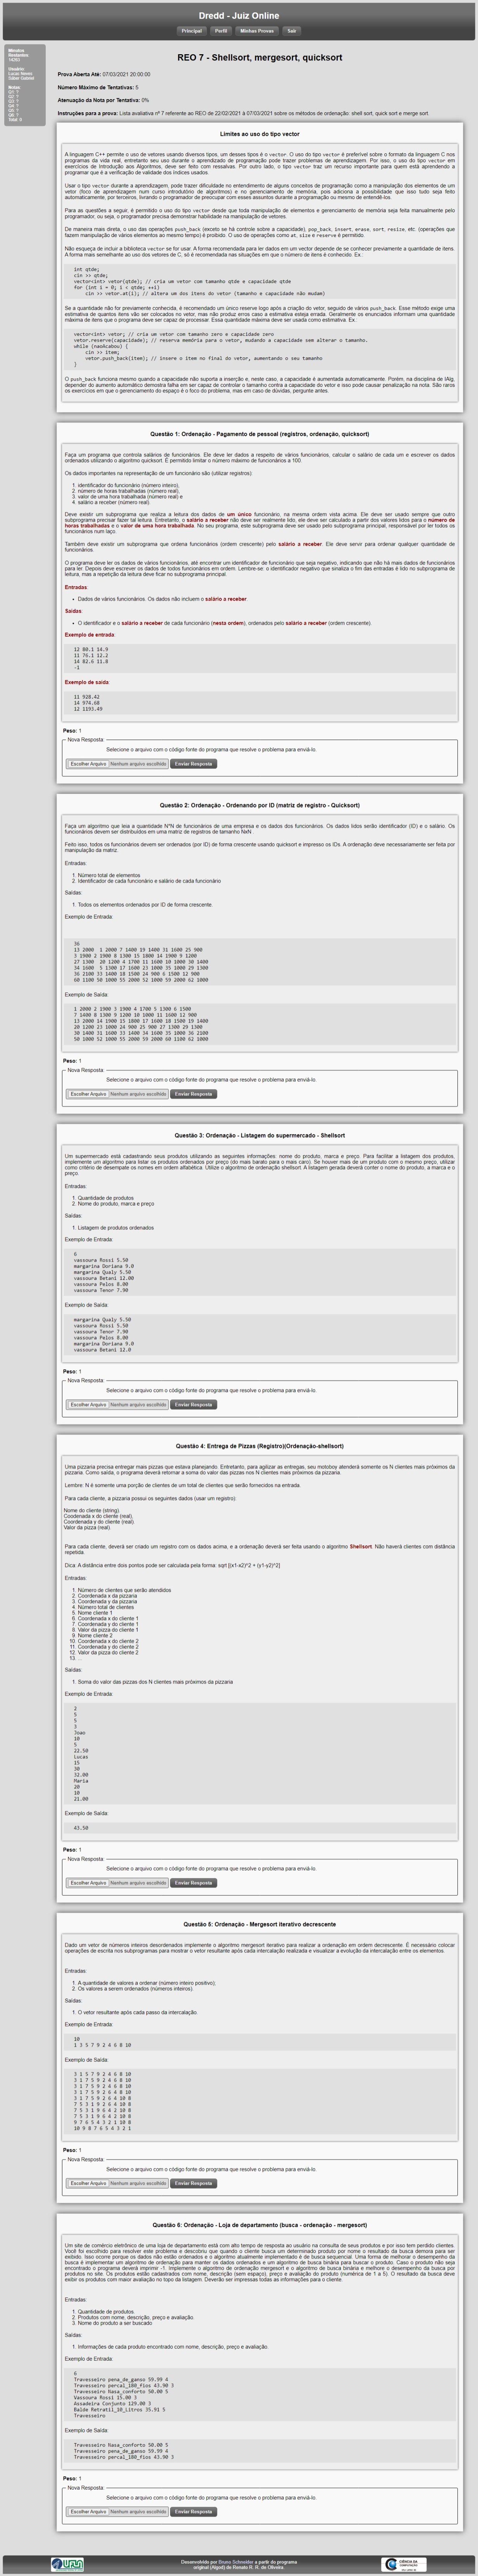 Dredd - Juiz Online
Principal Perfil Minhas Provas Sair
Minutos
Restantes:
Usuário:
Notas:
Q1: ?
Q2: ?
Q3: ?
Q4: ?
Q5: ?
Q6: ?
Total: 0
REO 7 - Shellsort, mergesort, quicksort
Prova Aberta Até: 07/03/2021 20:00:00
Número Máximo de Tentativas: 5
Atenuação da Nota por Tentativa: 0%
Instruções para a prova: Lista avaliativa nº 7 referente ao REO de 22/02/2021 à 07/03/2021 sobre os métodos de ordenação: shell sort, quick sort e merge sort.
Limites ao uso do tipo vector
A linguagem C++ permite o uso de vetores usando diversos tipos, um desses tipos é o vector. O uso do tipo vector é preferível sobre o formato da linguagem C nos
programas da vida real, entretanto seu uso durante o aprendizado de programação pode trazer problemas de aprendizagem. Por isso, o uso do tipo vector em
exercícios de Introdução aos Algoritmos, deve ser feito com ressalvas. Por outro lado, o tipo vector traz um recurso importante para quem está aprendendo a
programar que é a verificação de validade dos índices usados.
Usar o tipo vector durante a aprendizagem, pode trazer dificuldade no entendimento de alguns conceitos de programação como a manipulação dos elementos de um
vetor (foco de aprendizagem num curso introdutório de algoritmos) e no gerenciamento de memória, pois adiciona a possibilidade que isso tudo seja feito
automaticamente, por terceiros, livrando o programador de preocupar com esses assuntos durante a programação ou mesmo de entendê-los.
Para as questões a seguir, é permitido o uso do tipo vector desde que toda manipulação de elementos e gerenciamento de memória seja feita manualmente pelo
programador, ou seja, o programador precisa demonstrar habilidade na manipulação de vetores.
De maneira mais direta, o uso das operações push_back (exceto se há controle sobre a capacidade), pop_back, insert, erase, sort, resize, etc. (operações que
fazem manipulação de vários elementos ao mesmo tempo) é proibido. O uso de operações como at, size e reserve é permitido.
Não esqueça de incluir a biblioteca vector se for usar. A forma recomendada para ler dados em um vector depende de se conhecer previamente a quantidade de itens.
A forma mais semelhante ao uso dos vetores de C, só é recomendada nas situações em que o número de itens é conhecido. Ex.:
int qtde;
cin >> qtde;
vector<int> vetor(qtde); // cria um vetor com tamanho qtde e capacidade qtde
for (int i = 0; i < qtde; ++i)
cin >> vetor.at(i); // altera um dos itens do vetor (tamanho e capacidade não mudam)
Se a quantidade não for previamente conhecida, é recomendado um único reserve logo após a criação do vetor, seguido de vários push_back. Esse método exige uma
estimativa de quantos itens vão ser colocados no vetor, mas não produz erros caso a estimativa esteja errada. Geralmente os enunciados informam uma quantidade
máxima de itens que o programa deve ser capaz de processar. Essa quantidade máxima deve ser usada como estimativa. Ex.:
vector<int> vetor; // cria um vetor com tamanho zero e capacidade zero
vetor.reserve(capacidade); // reserva memória para o vetor, mudando a capacidade sem alterar o tamanho.
while (naoAcabou) {
cin >> item;
vetor.push_back(item); // insere o item no final do vetor, aumentando o seu tamanho
}
O push_back funciona mesmo quando a capacidade não suporta a inserção e, neste caso, a capacidade é aumentada automaticamente. Porém, na disciplina de IAlg,
depender do aumento automático demostra falha em ser capaz de controlar o tamanho contra a capacidade do vetor e isso pode causar penalização na nota. São raros
os exercícios em que o gerenciamento do espaço é o foco do problema, mas em caso de dúvidas, pergunte antes.
Questão 1: Ordenação - Pagamento de pessoal (registros, ordenação, quicksort)
Faça um programa que controla salários de funcionários. Ele deve ler dados a respeito de vários funcionários, calcular o salário de cada um e escrever os dados
ordenados utilizando o algoritmo quicksort. É permitido limitar o número máximo de funcionários a 100.
Os dados importantes na representação de um funcionário são (utilizar registros):
1. identificador do funcionário (número inteiro),
2. número de horas trabalhadas (número real),
3. valor de uma hora trabalhada (número real) e
4. salário a receber (número real).
Deve existir um subprograma que realiza a leitura dos dados de um único funcionário, na mesma ordem vista acima. Ele deve ser usado sempre que outro
subprograma precisar fazer tal leitura. Entretanto, o salário a receber não deve ser realmente lido, ele deve ser calculado a partir dos valores lidos para o número de
horas trabalhadas e o valor de uma hora trabalhada. No seu programa, este subprograma deve ser usado pelo subprograma principal, responsável por ler todos os
funcionários num laço.
Também deve existir um subprograma que ordena funcionários (ordem crescente) pelo salário a receber. Ele deve servir para ordenar qualquer quantidade de
funcionários.
O programa deve ler os dados de vários funcionários, até encontrar um identificador de funcionário que seja negativo, indicando que não há mais dados de funcionários
para ler. Depois deve escrever os dados de todos funcionários em ordem. Lembre-se: o identificador negativo que sinaliza o fim das entradas é lido no subprograma de
leitura, mas a repetição da leitura deve ficar no subprograma principal.
Entradas:
• Dados de vários funcionários. Os dados não incluem o salário a receber.
Saídas:
• O identificador e o salário a receber de cada funcionário (nesta ordem), ordenados pelo salário a receber (ordem crescente).
Exemplo de entrada:
12 80.1 14.9
11 76.1 12.2
14 82.6 11.8
-1
Exemplo de saída:
11 928.42
14 974.68
12 1193.49
Peso: 1
Nova Resposta:
Selecione o arquivo com o código fonte do programa que resolve o problema para enviá-lo.
Escolher Arquivo Nenhum arquivo escolhido Enviar Resposta
Questão 2: Ordenação - Ordenando por ID (matriz de registro - Quicksort)
Faça um algoritmo que leia a quantidade N*N de funcionários de uma empresa e os dados dos funcionários. Os dados lidos serão identificador (ID) e o salário. Os
funcionários devem ser distribuídos em uma matriz de registros de tamanho NxN.
Feito isso, todos os funcionários devem ser ordenados (por ID) de forma crescente usando quicksort e impresso os IDs. A ordenação deve necessariamente ser feita por
manipulação da matriz.
Entradas:
1. Número total de elementos
2. Identificador de cada funcionário e salário de cada funcionário
Saídas:
1. Todos os elementos ordenados por ID de forma crescente.
Exemplo de Entrada:
36
13 2000 1 2000 7 1400 19 1400 31 1600 25 900
3 1900 2 1900 8 1300 15 1800 14 1900 9 1200
27 1300 20 1200 4 1700 11 1600 10 1000 30 1400
34 1600 5 1300 17 1600 23 1000 35 1000 29 1300
36 2100 33 1400 18 1500 24 900 6 1500 12 900
60 1100 50 1000 55 2000 52 1000 59 2000 62 1000
Exemplo de Saída:
1 2000 2 1900 3 1900 4 1700 5 1300 6 1500
7 1400 8 1300 9 1200 10 1000 11 1600 12 900
13 2000 14 1900 15 1800 17 1600 18 1500 19 1400
20 1200 23 1000 24 900 25 900 27 1300 29 1300
30 1400 31 1600 33 1400 34 1600 35 1000 36 2100
50 1000 52 1000 55 2000 59 2000 60 1100 62 1000
Peso: 1
Nova Resposta:
Selecione o arquivo com o código fonte do programa que resolve o problema para enviá-lo.
Escolher Arquivo Nenhum arquivo escolhido Enviar Resposta
Questão 3: Ordenação - Listagem do supermercado - Shellsort
Um supermercado está cadastrando seus produtos utilizando as seguintes informações: nome do produto, marca e preço. Para facilitar a listagem dos produtos,
implemente um algoritmo para listar os produtos ordenados por preço (do mais barato para o mais caro). Se houver mais de um produto com o mesmo preço, utilizar
como critério de desempate os nomes em ordem alfabética. Utilize o algoritmo de ordenação shellsort. A listagem gerada deverá conter o nome do produto, a marca e o
preço.
Entradas:
1. Quantidade de produtos.
2. Nome do produto, marca e preço
Saídas:
1. Listagem de produtos ordenados
Exemplo de Entrada:
6
vassoura Rossi 5.50
margarina Doriana 9.0
margarina Qualy 5.50
vassoura Betani 12.00
vassoura Pelos 8.00
vassoura Tenor 7.90
Exemplo de Saída:
margarina Qualy 5.50
vassoura Rossi 5.50
vassoura Tenor 7.90
vassoura Pelos 8.00
margarina Doriana 9.0
vassoura Betani 12.0
Peso: 1
Nova Resposta:
Selecione o arquivo com o código fonte do programa que resolve o problema para enviá-lo.
Escolher Arquivo Nenhum arquivo escolhido Enviar Resposta
Questão 4: Entrega de Pizzas (Registro)(Ordenação-shellsort)
Uma pizzaria precisa entregar mais pizzas que estava planejando. Entretanto, para agilizar as entregas, seu motoboy atenderá somente os N clientes mais próximos da
pizzaria. Como saída, o programa deverá retornar a soma do valor das pizzas nos N clientes mais próximos da pizzaria.
Lembre: N é somente uma porção de clientes de um total de clientes que serão fornecidos na entrada.
Para cada cliente, a pizzaria possui os seguintes dados (usar um registro):
Nome do cliente (string).
Coodenada x do cliente (real).
Coordenada y do cliente (real).
Valor da pizza (real).
Para cada cliente, deverá ser criado um registro com os dados acima, e a ordenação deverá ser feita usando o algoritmo Shellsort. Não haverá clientes com distância
repetida.
Dica: A distância entre dois pontos pode ser calculada pela forma: sqrt [(x1-x2)^2 + (y1-y2)^2]
Entradas:
1. Número de clientes que serão atendidos
2. Coordenada x da pizzaria
3. Coordenada y da pizzaria
4. Número total de clientes
5. Nome cliente 1
6. Coordenada x do cliente 1
7. Coordenada y do cliente 1
8. Valor da pizza do cliente 1
9. Nome cliente 2
10. Coordenada x do cliente 2
11. Coordenada y do cliente 2
12. Valor da pizza do cliente 2
13. ...
Saídas:
1. Soma do valor das pizzas dos N clientes mais próximos da pizzaria
Exemplo de Entrada:
2
5
5
3
Joao
10
5
22.50
Lucas
15
30
32.00
Maria
20
10
21.00
Exemplo de Saída:
43.50
Peso: 1
Nova Resposta:
Selecione o arquivo com o código fonte do programa que resolve o problema para enviá-lo.
Escolher Arquivo Nenhum arquivo escolhido Enviar Resposta
Questão 5: Ordenação - Mergesort iterativo decrescente
Dado um vetor de números inteiros desordenados implemente o algoritmo mergesort iterativo para realizar a ordenação em ordem decrescente. É necessário colocar
operações de escrita nos subprogramas para mostrar o vetor resultante após cada intercalação realizada e visualizar a evolução da intercalação entre os elementos.
Entradas:
1. A quantidade de valores a ordenar (número inteiro positivo);
2. Os valores a serem ordenados (números inteiros).
Saídas:
1. O vetor resultante após cada passo da intercalação.
Exemplo de Entrada:
10
1 3 5 7 9 2 4 6 8 10
Exemplo de Saída:
3 1 5 7 9 2 4 6 8 10
3 1 7 5 9 2 4 6 8 10
3 1 7 5 9 2 6 4 8 10
3 1 7 5 9 2 6 4 8 10
3 1 7 5 9 2 6 4 10 8
7 5 3 1 9 2 6 4 10 8
7 5 3 1 9 6 4 2 10 8
7 5 3 1 9 6 4 2 10 8
9 7 6 5 4 3 2 1 10 8
10 9 8 7 6 5 4 3 2 1
Peso: 1
Nova Resposta:
Selecione o arquivo com o código fonte do programa que resolve o problema para enviá-lo.
Escolher Arquivo Nenhum arquivo escolhido Enviar Resposta
Questão 6: Ordenação - Loja de departamento (busca - ordenação - mergesort)
Um site de comércio eletrônico de uma loja de departamento está com alto tempo de resposta ao usuário na consulta de seus produtos e por isso tem perdido clientes.
Você foi escolhido para resolver este problema e descobriu que quando o cliente busca um determinado produto por nome o resultado da busca demora para ser
exibido. Isso ocorre porque os dados não estão ordenados e o algoritmo atualmente implementado é de busca sequencial. Uma forma de melhorar o desempenho da
busca é implementar um algoritmo de ordenação para manter os dados ordenados e um algoritmo de busca binária para buscar o produto. Caso o produto não seja
encontrado o programa deverá imprimir -1. Implemente o algoritmo de ordenação mergesort e o algoritmo de busca binária e melhore o desempenho da busca por
produtos no site. Os produtos estão cadastrados com nome, descrição (sem espaço), preço e avaliação do produto (numérica de 1 a 5). O resultado da busca deve
exibir os produtos com maior avaliação no topo da listagem. Deverão ser impressas todas as informações para o cliente.
Entradas:
1. Quantidade de produtos.
2. Produtos com nome, descrição, preço e avaliação.
3. Nome do produto a ser buscado
Saídas:
1. Informações de cada produto encontrado com nome, descrição, preço e avaliação.
Exemplo de Entrada:
6
Travesseiro pena_de_ganso 59.99 4
Travesseiro percal_180_fios 43.90 3
Travesseiro Nasa_conforto 50.00 5
Vassoura Rossi 15.00 3
Assadeira Conjunto 129.00 3
Balde Retratil_10_Litros 35.91 5
Travesseiro
Exemplo de Saída:
Travesseiro Nasa_conforto 50.00 5
Travesseiro pena_de_ganso 59.99 4
Travesseiro percal_180_fios 43.90 3
Peso: 1
Nova Resposta:
Selecione o arquivo com o código fonte do programa que resolve o problema para enviá-lo.
Escolher Arquivo Nenhum arquivo escolhido Enviar Resposta
Desenvolvido por Bruno Schneider a partir do programa
original (Algod) de Renato R. R. de Oliveira.